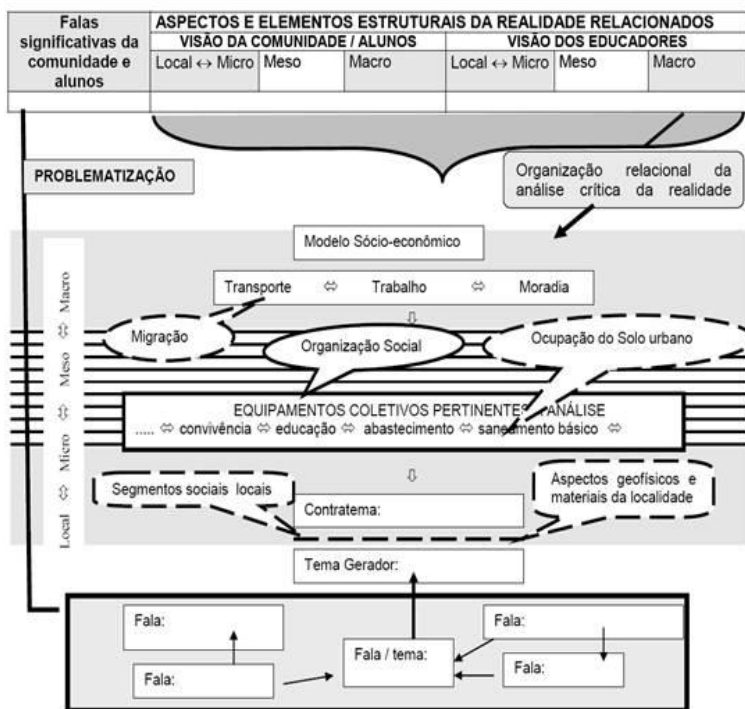 Falas
significativas da
comunidade e
alunos
ASPECTOS E ELEMENTOS ESTRUTURAIS DA REALIDADE RELACIONADOS
VISÃO DA COMUNIDADE / ALUNOS
VISÃO DOS EDUCADORES
Local ↔ Micro
Meso
Macro
Local ↔ Micro
Meso
Macro
PROBLEMATIZAÇÃO
Organização relacional da
análise crítica da realidade
Modelo Sócio-econômico
Transporte ⇔ Trabalho ⇔ Moradia
Migração
Organização Social
Ocupação do Solo urbano
EQUIPAMENTOS COLETIVOS PERTINENTES ANÁLISE
..... ⇔ convivência ⇔ educação ⇔ abastecimento ⇔ saneamento básico ⇔
Segmentos sociais locais
Aspectos geofísicos e
materiais da localidade
Contratema:
Tema Gerador:
Local ⇔ Micro ⇔ Meso ⇔ Macro
Fala:
Fala:
Fala / tema:
Fala:
Fala: